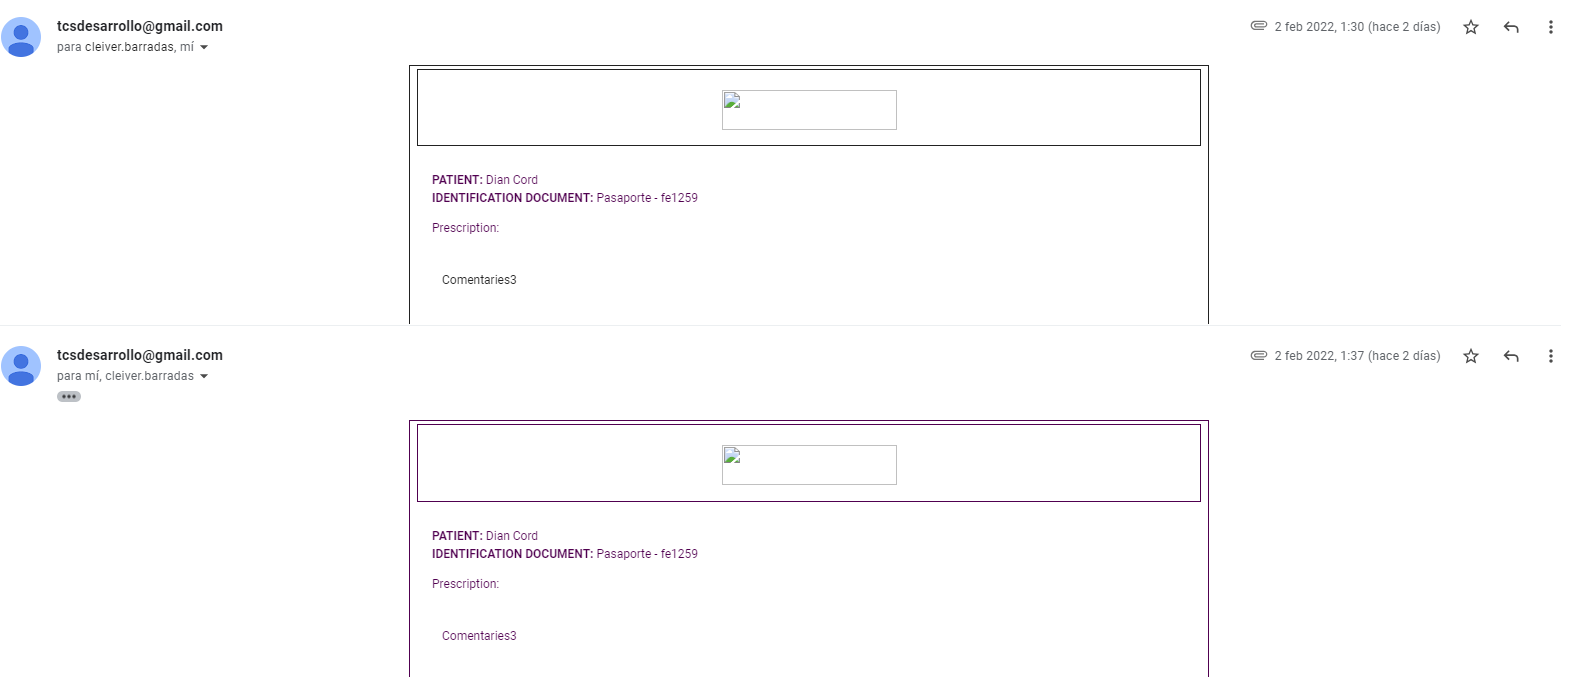 tcsdesarrollo@gmail.com
2 feb 2022, 1:30 (hace 2 días)
para cleiver.barradas, mí
PATIENT: Dian Cord
IDENTIFICATION DOCUMENT: Pasaporte - fe1259
Prescription:
Comentaries3
tcsdesarrollo@gmail.com
2 feb 2022, 1:37 (hace 2 días)
para mí, cleiver.barradas
PATIENT: Dian Cord
IDENTIFICATION DOCUMENT: Pasaporte - fe1259
Prescription:
Comentaries3